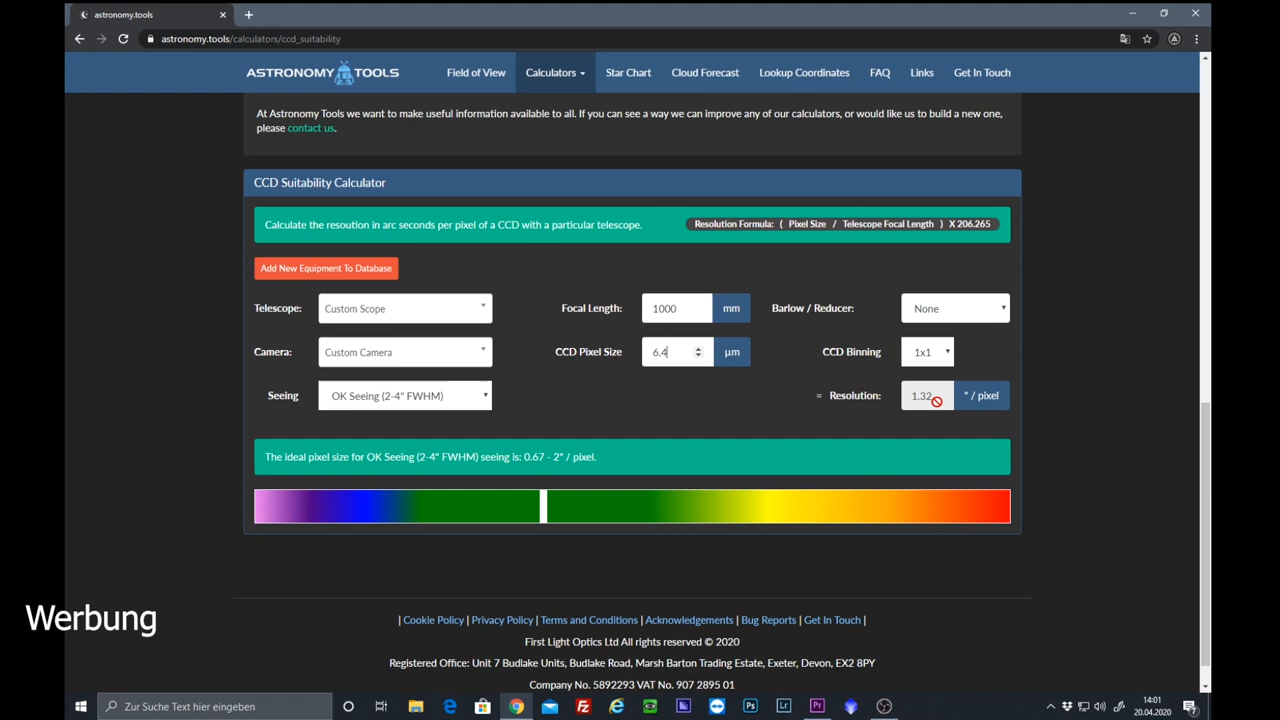 astronomy.tools
astronomy.tools/calculators/ccd_suitability
ASTRONOMY TOOLS Field of View Calculators Star Chart Cloud Forecast Lookup Coordinates FAQ Links Get In Touch
At Astronomy Tools we want to make useful information available to all. If you can see a way we can improve any of our calculators, or would like us to build a new one,
please contact us.
CCD Suitability Calculator
Calculate the resoution in arc seconds per pixel of a CCD with a particular telescope. Resolution Formula: ( Pixel Size / Telescope Focal Length ) X 206.265
Add New Equipment To Database
Telescope: Custom Scope Focal Length: 1000 mm Barlow / Reducer: None
Camera: Custom Camera CCD Pixel Size 6.4 µm CCD Binning 1x1
Seeing OK Seeing (2-4" FWHM) = Resolution: 1.32 " / pixel
The ideal pixel size for OK Seeing (2-4" FWHM) seeing is: 0.67 - 2" / pixel.
Werbung
| Cookie Policy | Privacy Policy | Terms and Conditions | Acknowledgements | Bug Reports | Get In Touch |
First Light Optics Ltd All rights reserved © 2020
Registered Office: Unit 7 Budlake Units, Budlake Road, Marsh Barton Trading Estate, Exeter, Devon, EX2 8PY
Company No. 5892293 VAT No. 907 2895 01
Zur Suche Text hier eingeben
14:01
20.04.2020